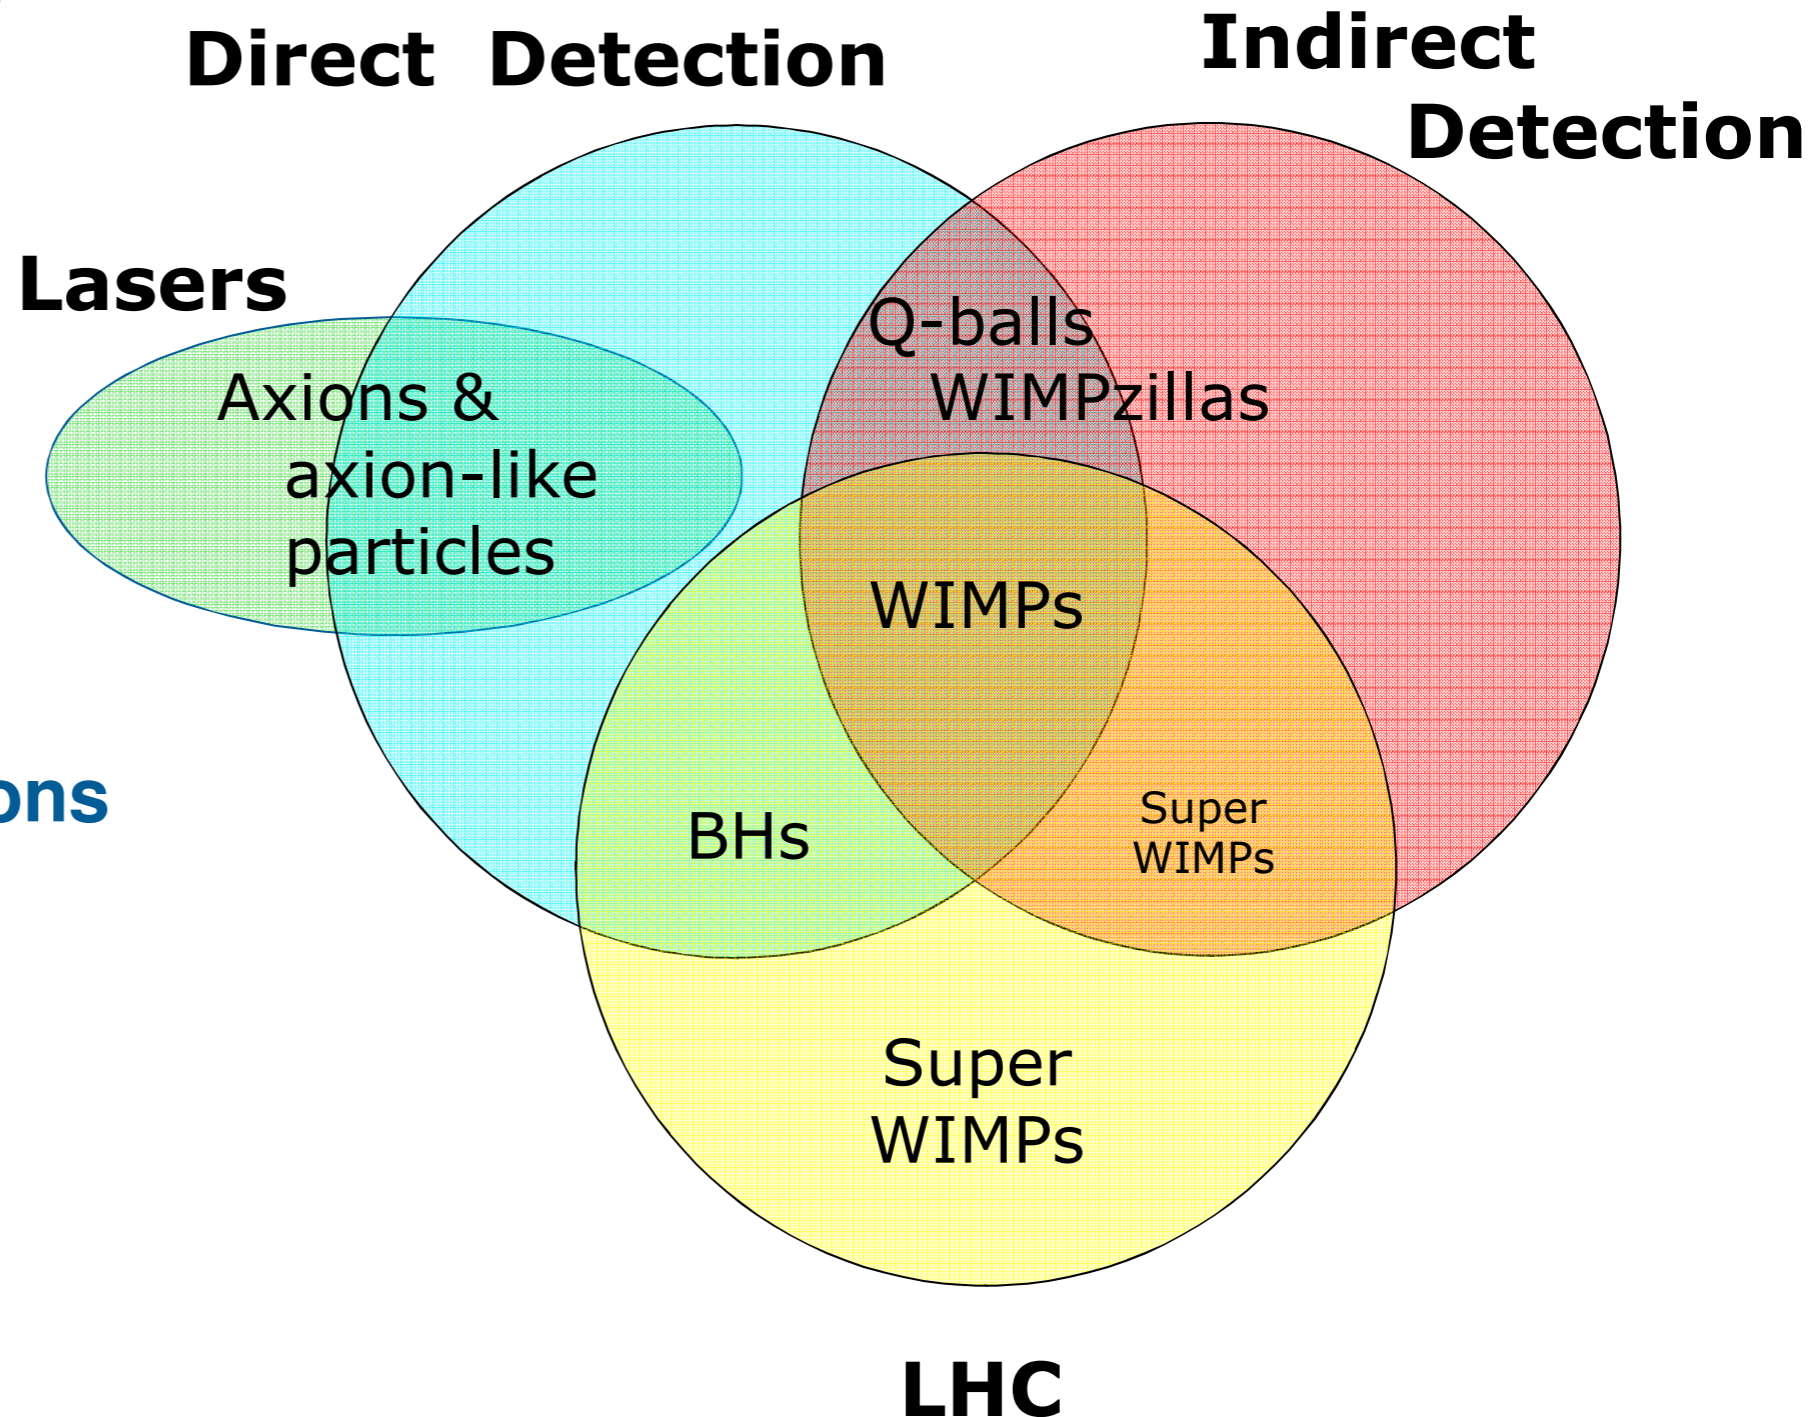 Direct Detection
Indirect
Detection
Lasers
Q-balls
WIMPzillas
Axions &
axion-like
particles
WIMPs
ons
BHs
Super
WIMPs
Super
WIMPs
LHC